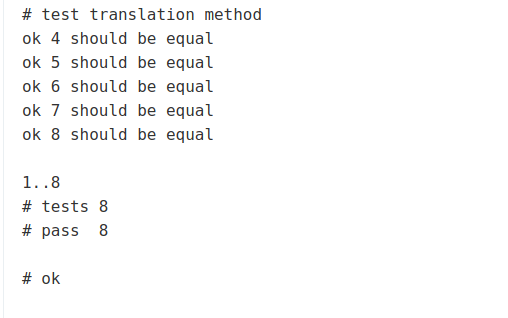 # test translation method
ok 4 should be equal
ok 5 should be equal
ok 6 should be equal
ok 7 should be equal
ok 8 should be equal
1..8
# tests 8
# pass  8
# ok